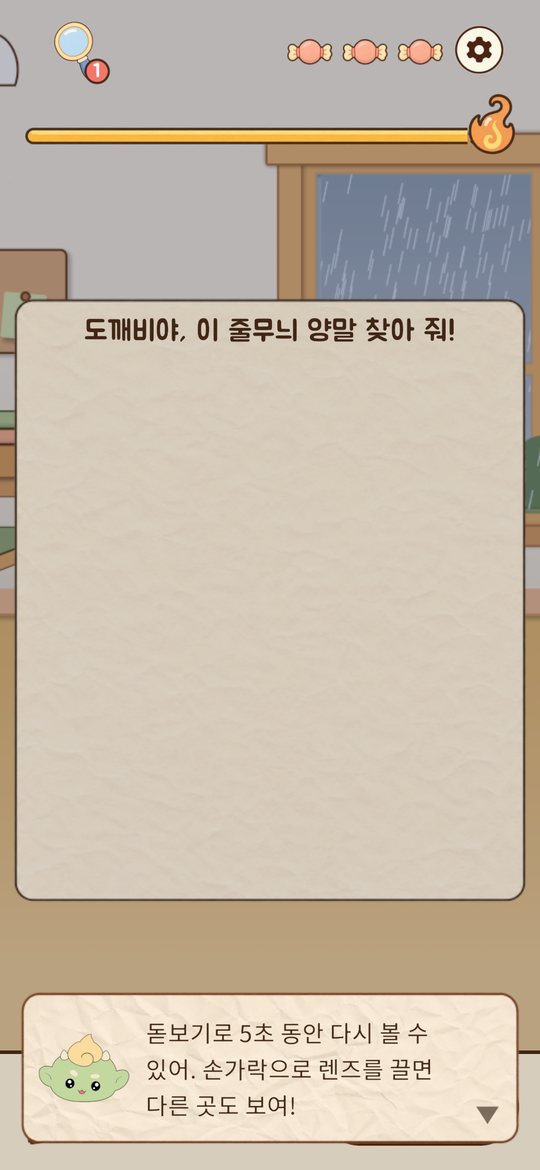 1
도깨비야, 이 줄무늬 양말 찾아 줘!
돋보기로 5초 동안 다시 볼 수
있어. 손가락으로 렌즈를 끌면
다른 곳도 보여!